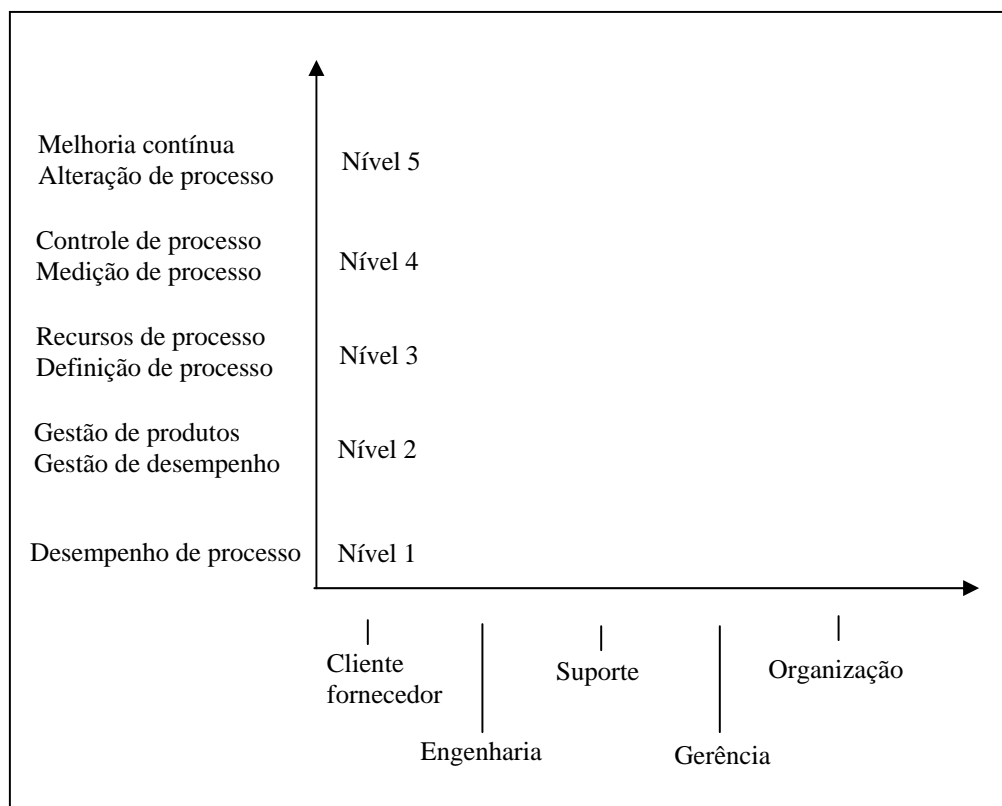 Melhoria contínua
Alteração de processo
Nível 5
Controle de processo
Medição de processo
Nível 4
Recursos de processo
Definição de processo
Nível 3
Gestão de produtos
Gestão de desempenho
Nível 2
Desempenho de processo
Nível 1
Cliente
fornecedor
Engenharia
Suporte
Gerência
Organização